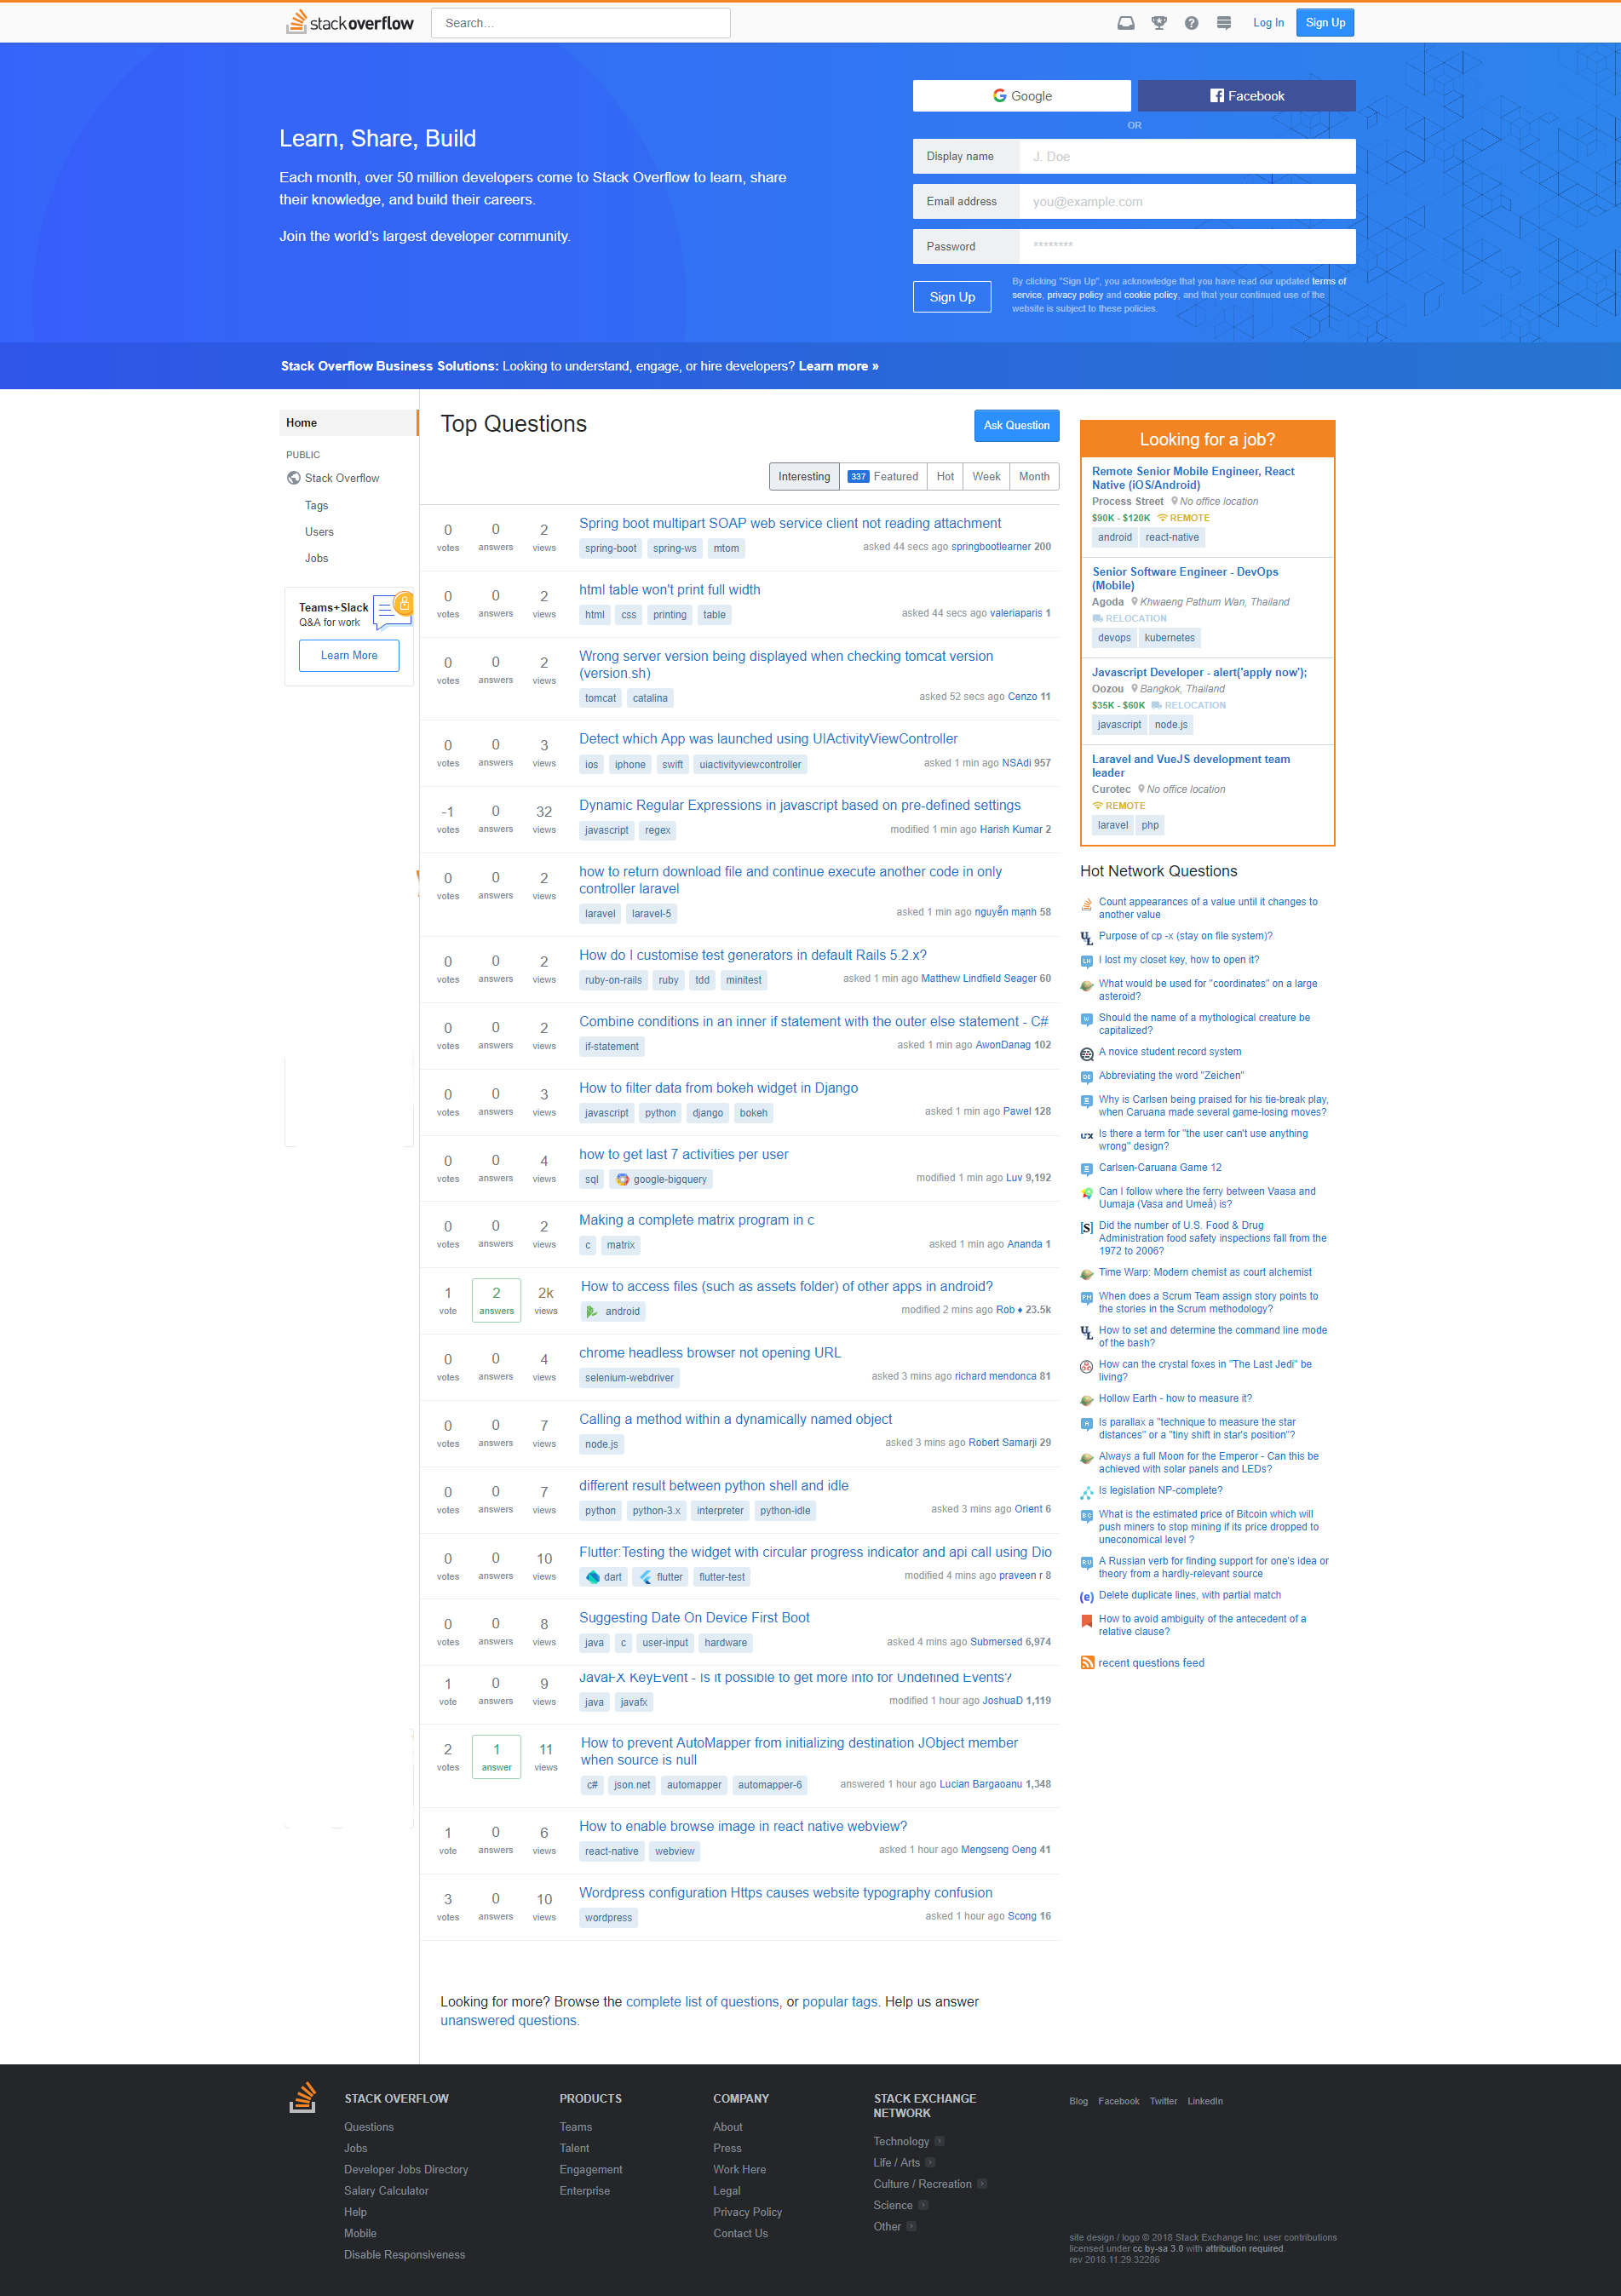 stackoverflow
Search...
Log In
Sign Up
Learn, Share, Build
Each month, over 50 million developers come to Stack Overflow to learn, share
their knowledge, and build their careers.
Join the world's largest developer community.
Google
Facebook
OR
Display name
J. Doe
Email address
you@example.com
Password
********
Sign Up
By clicking "Sign Up", you acknowledge that you have read our updated terms of
service, privacy policy and cookie policy, and that your continued use of the
website is subject to these policies.
Stack Overflow Business Solutions: Looking to understand, engage, or hire developers? Learn more »
Home
PUBLIC
Stack Overflow
Tags
Users
Jobs
Teams+Slack
Q&A for work
Learn More
Top Questions
Ask Question
Interesting 337 Featured Hot Week Month
0 votes 0 answers 2 views
Spring boot multipart SOAP web service client not reading attachment
spring-boot spring-ws mtom
asked 44 secs ago springbootlearner 200
0 votes 0 answers 2 views
html table won't print full width
html css printing table
asked 44 secs ago valeriaparis 1
0 votes 0 answers 2 views
Wrong server version being displayed when checking tomcat version
(version.sh)
tomcat catalina
asked 52 secs ago Cenzo 11
0 votes 0 answers 3 views
Detect which App was launched using UIActivityViewController
ios iphone swift uiactivityviewcontroller
asked 1 min ago NSAdi 957
-1 votes 0 answers 32 views
Dynamic Regular Expressions in javascript based on pre-defined settings
javascript regex
modified 1 min ago Harish Kumar 2
0 votes 0 answers 2 views
how to return download file and continue execute another code in only
controller laravel
laravel laravel-5
asked 1 min ago nguyễn mạnh 58
0 votes 0 answers 2 views
How do I customise test generators in default Rails 5.2.x?
ruby-on-rails ruby tdd minitest
asked 1 min ago Matthew Lindfield Seager 60
0 votes 0 answers 2 views
Combine conditions in an inner if statement with the outer else statement - C#
if-statement
asked 1 min ago AwonDanag 102
0 votes 0 answers 3 views
How to filter data from bokeh widget in Django
javascript python django bokeh
asked 1 min ago Pawel 128
0 votes 0 answers 4 views
how to get last 7 activities per user
sql google-bigquery
modified 1 min ago Luv 9,192
0 votes 0 answers 2 views
Making a complete matrix program in c
c matrix
asked 1 min ago Ananda 1
1 vote 2 answers 2k views
How to access files (such as assets folder) of other apps in android?
android
modified 2 mins ago Rob ♦ 23.5k
0 votes 0 answers 4 views
chrome headless browser not opening URL
selenium-webdriver
asked 3 mins ago richard mendonca 81
0 votes 0 answers 7 views
Calling a method within a dynamically named object
node.js
asked 3 mins ago Robert Samarji 29
0 votes 0 answers 7 views
different result between python shell and idle
python python-3.x interpreter python-idle
asked 3 mins ago Orient 6
0 votes 0 answers 10 views
Flutter:Testing the widget with circular progress indicator and api call using Dio
dart flutter flutter-test
modified 4 mins ago praveen r 8
0 votes 0 answers 8 views
Suggesting Date On Device First Boot
java c user-input hardware
asked 4 mins ago Submersed 6,974
1 vote 0 answers 9 views
JavaFX KeyEvent - Is it possible to get more info for Undefined Events?
java javafx
modified 1 hour ago JoshuaD 1,119
2 votes 1 answer 11 views
How to prevent AutoMapper from initializing destination JObject member
when source is null
c# json.net automapper automapper-6
answered 1 hour ago Lucian Bargaoanu 1,348
1 vote 0 answers 6 views
How to enable browse image in react native webview?
react-native webview
asked 1 hour ago Mengseng Oeng 41
3 votes 0 answers 10 views
Wordpress configuration Https causes website typography confusion
wordpress
asked 1 hour ago Scong 16
Looking for more? Browse the complete list of questions, or popular tags. Help us answer
unanswered questions.
Looking for a job?
Remote Senior Mobile Engineer, React
Native (iOS/Android)
Process Street No office location
$90K - $120K REMOTE
android react-native
Senior Software Engineer - DevOps
(Mobile)
Agoda Khwaeng Pathum Wan, Thailand
RELOCATION
devops kubernetes
Javascript Developer - alert('apply now');
Oozou Bangkok, Thailand
$35K - $60K RELOCATION
javascript node.js
Laravel and VueJS development team
leader
Curotec No office location
REMOTE
laravel php
Hot Network Questions
Count appearances of a value until it changes to
another value
Purpose of cp -x (stay on file system)?
I lost my closet key, how to open it?
What would be used for "coordinates" on a large
asteroid?
Should the name of a mythological creature be
capitalized?
A novice student record system
Abbreviating the word "Zeichen"
Why is Carlsen being praised for his tie-break play,
when Caruana made several game-losing moves?
Is there a term for "the user can't use anything
wrong" design?
Carlsen-Caruana Game 12
Can I follow where the ferry between Vaasa and
Uumaja (Vasa and Umeå) is?
Did the number of U.S. Food & Drug
Administration food safety inspections fall from the
1972 to 2006?
Time Warp: Modern chemist as court alchemist
When does a Scrum Team assign story points to
the stories in the Scrum methodology?
How to set and determine the command line mode
of the bash?
How can the crystal foxes in "The Last Jedi" be
living?
Hollow Earth - how to measure it?
Is parallax a "technique to measure the star
distances" or a "tiny shift in star's position"?
Always a full Moon for the Emperor - Can this be
achieved with solar panels and LEDs?
Is legislation NP-complete?
What is the estimated price of Bitcoin which will
push miners to stop mining if its price dropped to
uneconomical level ?
A Russian verb for finding support for one's idea or
theory from a hardly-relevant source
Delete duplicate lines, with partial match
How to avoid ambiguity of the antecedent of a
relative clause?
recent questions feed
STACK OVERFLOW
Questions
Jobs
Developer Jobs Directory
Salary Calculator
Help
Mobile
Disable Responsiveness
PRODUCTS
Teams
Talent
Engagement
Enterprise
COMPANY
About
Press
Work Here
Legal
Privacy Policy
Contact Us
STACK EXCHANGE
NETWORK
Technology
Life / Arts
Culture / Recreation
Science
Other
Blog Facebook Twitter LinkedIn
site design / logo © 2018 Stack Exchange Inc; user contributions
licensed under cc by-sa 3.0 with attribution required.
rev 2018.11.29.32286